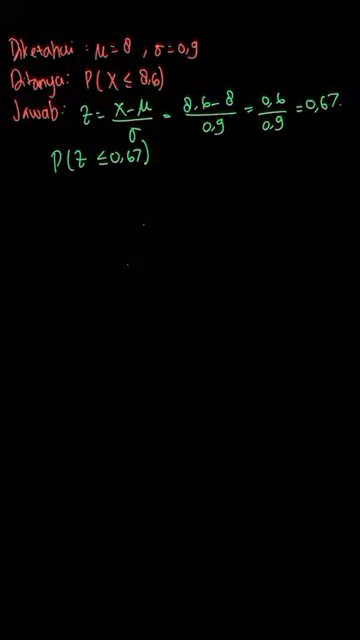 Diketahui : μ = 8 , σ = 0,9
Ditanya : P ( X ≤ 8,6 )
Jawab : Z = X - μ / σ = 8,6 - 8 / 0,9 = 0,6 / 0,9 = 0,67.
P ( Z ≤ 0,67 )